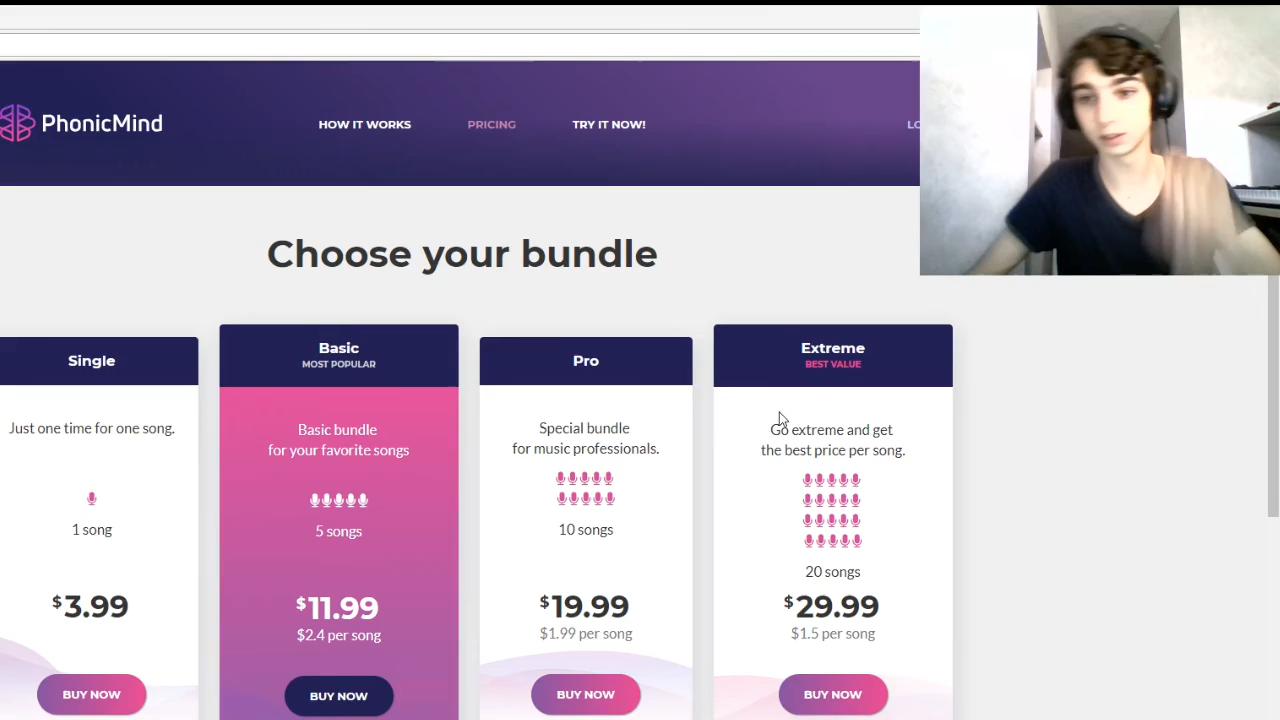 PhonicMind
HOW IT WORKS
PRICING
TRY IT NOW!
LO
Choose your bundle
Single
Just one time for one song.
1 song
$3.99
BUY NOW
Basic
MOST POPULAR
Basic bundle
for your favorite songs
5 songs
$11.99
$2.4 per song
BUY NOW
Pro
Special bundle
for music professionals.
10 songs
$19.99
$1.99 per song
BUY NOW
Extreme
BEST VALUE
Go extreme and get
the best price per song.
20 songs
$29.99
$1.5 per song
BUY NOW